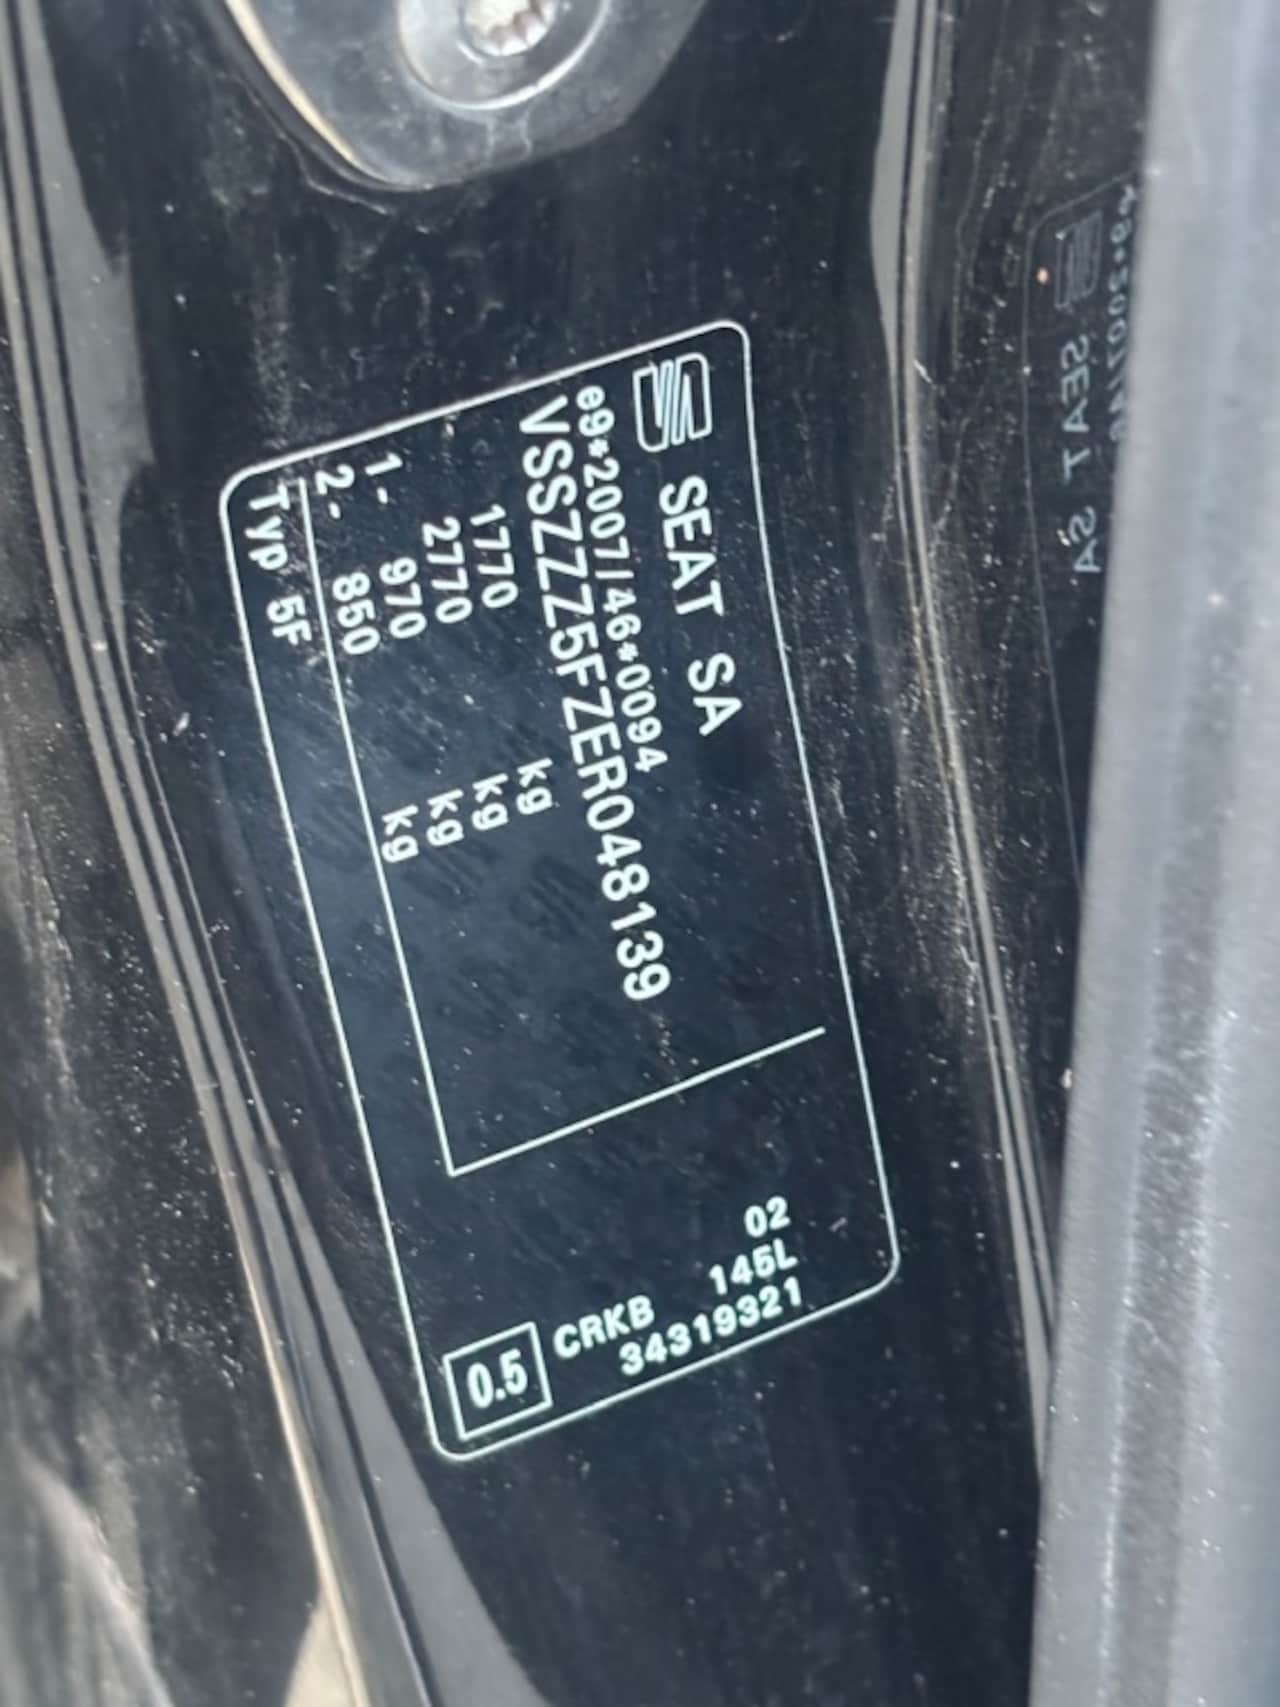 SEAT SA
e9*2007/46*0094
VSSZZZ5FZER048139
1770 kg
2770 kg
1- 970 kg
2- 850 kg
Typ 5F
02
145L
34319321
CRKB
0.5
SEAT SA